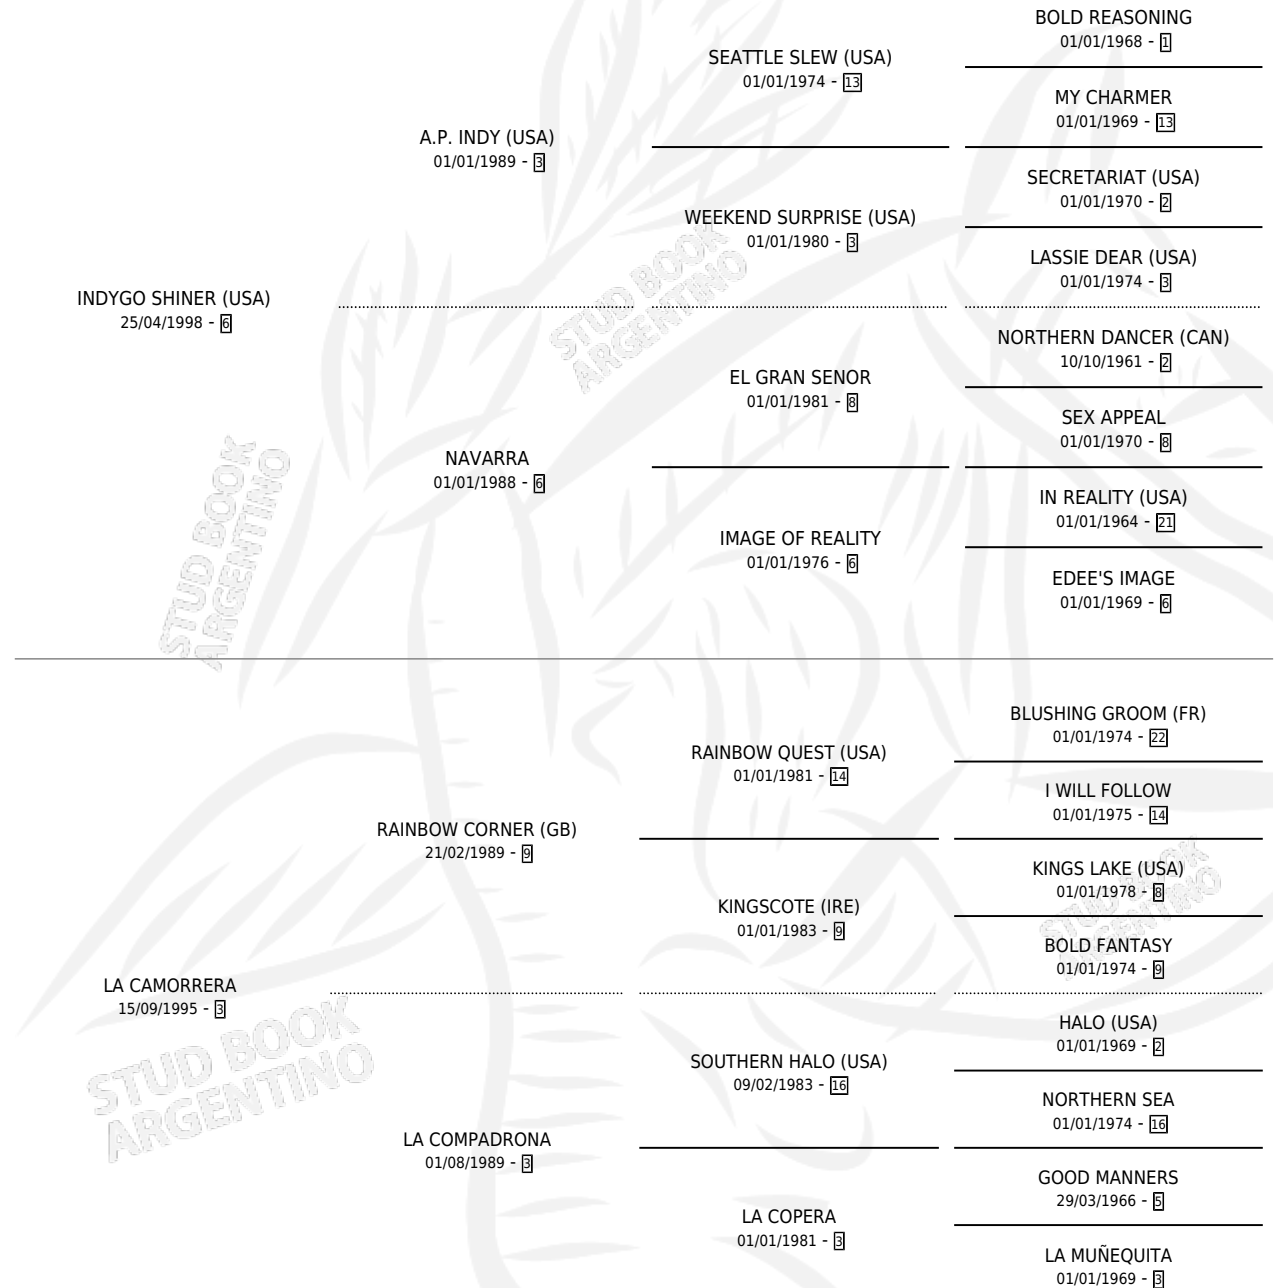 BOLD REASONING
01/01/1968 - 1
SEATTLE SLEW (USA)
01/01/1974 - 13
MY CHARMER
01/01/1969 - 13
A.P. INDY (USA)
01/01/1989 - 3
SECRETARIAT (USA)
01/01/1970 - 2
WEEKEND SURPRISE (USA)
01/01/1980 - 3
LASSIE DEAR (USA)
01/01/1974 - 3
INDYGO SHINER (USA)
25/04/1998 - 6
NORTHERN DANCER (CAN)
10/10/1961 - 2
EL GRAN SENOR
01/01/1981 - 8
SEX APPEAL
01/01/1970 - 8
NAVARRA
01/01/1988 - 6
IN REALITY (USA)
01/01/1964 - 21
IMAGE OF REALITY
01/01/1976 - 6
EDEE'S IMAGE
01/01/1969 - 6
BLUSHING GROOM (FR)
01/01/1974 - 22
RAINBOW QUEST (USA)
01/01/1981 - 14
I WILL FOLLOW
01/01/1975 - 14
RAINBOW CORNER (GB)
21/02/1989 - 9
KINGS LAKE (USA)
01/01/1978 - 8
KINGSCOTE (IRE)
01/01/1983 - 9
BOLD FANTASY
01/01/1974 - 9
LA CAMORRERA
15/09/1995 - 3
HALO (USA)
01/01/1969 - 2
SOUTHERN HALO (USA)
09/02/1983 - 16
NORTHERN SEA
01/01/1974 - 16
LA COMPADRONA
01/08/1989 - 3
GOOD MANNERS
29/03/1966 - 5
LA COPERA
01/01/1981 - 3
LA MUÑEQUITA
01/01/1969 - 3
STUD BOOK
ARGENTINO
STUD BOOK
ARGENTINO
STUD BOOK
ARGENTINO
STUD BOOK
ARGENTINO